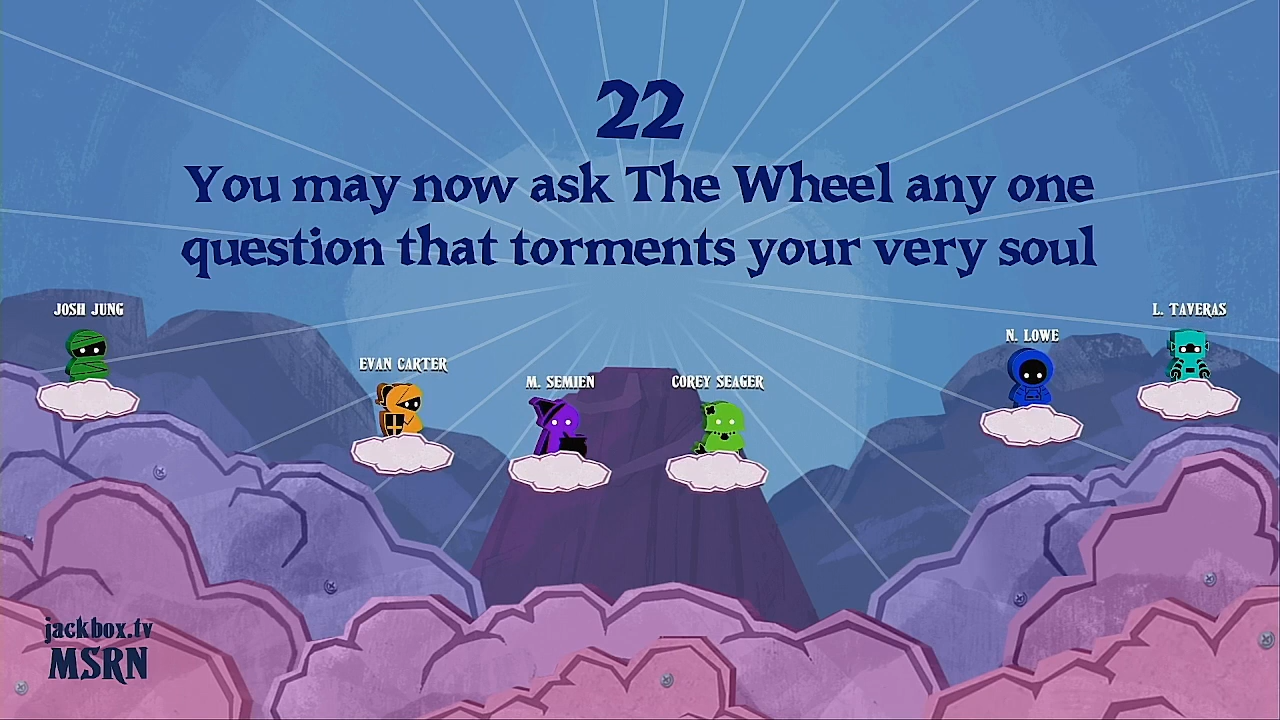 22
You may now ask The Wheel any one
question that torments your very soul
JOSH JUNG
EVAN CARTER
M. SEMIEN
COREY SEAGER
N. LOWE
L. TAVERAS
jackbox.tv
MSRN